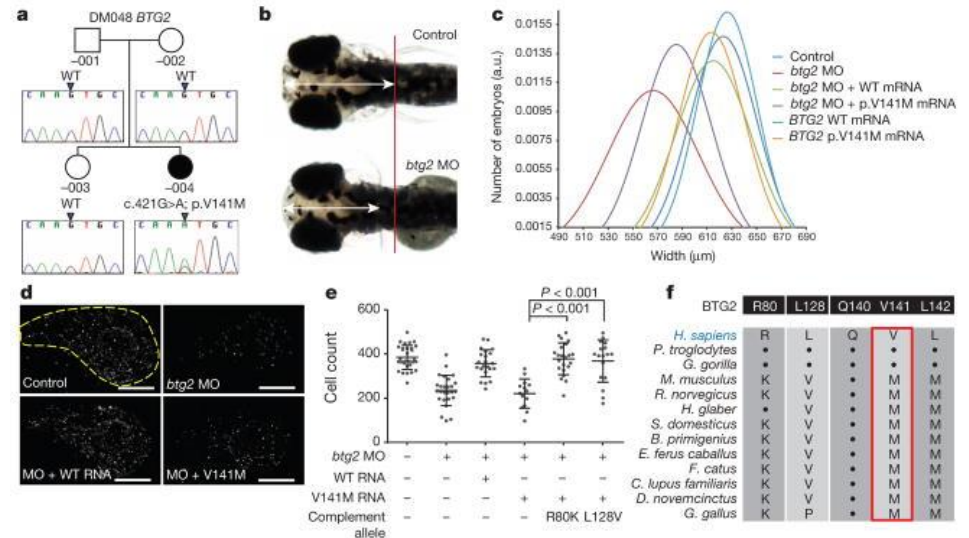 a
DM048 BTG2
-001
-002
WT
WT
C A A G T G C
C A A G T G C
-003
-004
WT
c.421G>A; p.V141M
C A A G T G C
C A A A T G C
b
Control
btg2 MO
c
Number of embryos (a.u.)
0.0155
0.0135
0.0115
0.0095
0.0075
0.0055
0.0035
0.0015
490 510 530 550 570 590 610 630 650 670 690
Width (μm)
Control
btg2 MO
btg2 MO + WT mRNA
btg2 MO + p.V141M mRNA
BTG2 WT mRNA
BTG2 p.V141M mRNA
d
Control
btg2 MO
MO + WT RNA
MO + V141M
e
P < 0.001
P < 0.001
Cell count
600
400
200
0
btg2 MO – + + + + +
WT RNA – – + – – –
V141M RNA – – – + + +
Complement – – – – R80K L128V
allele
f
BTG2 R80 L128 Q140 V141 L142
H. sapiens R L Q V L
P. troglodytes • • • • •
G. gorilla • • • • •
M. musculus K V • M M
R. norvegicus K V • M M
H. glaber • V • M M
S. domesticus K V • M M
B. primigenius K V • M M
E. ferus caballus K V • M M
F. catus K V • M M
C. lupus familiaris K V • M M
D. novemcinctus K V • M M
G. gallus K P • M M